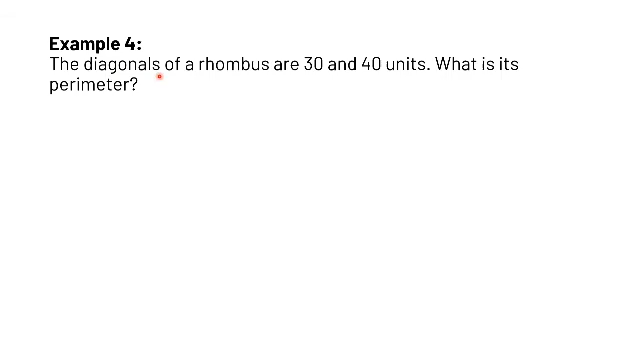 Example 4:
The diagonals of a rhombus are 30 and 40 units. What is its
perimeter?